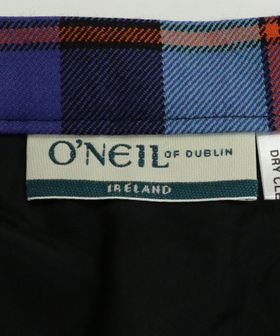 O'NEIL OF DUBLIN
IRELAND
DRY CLE